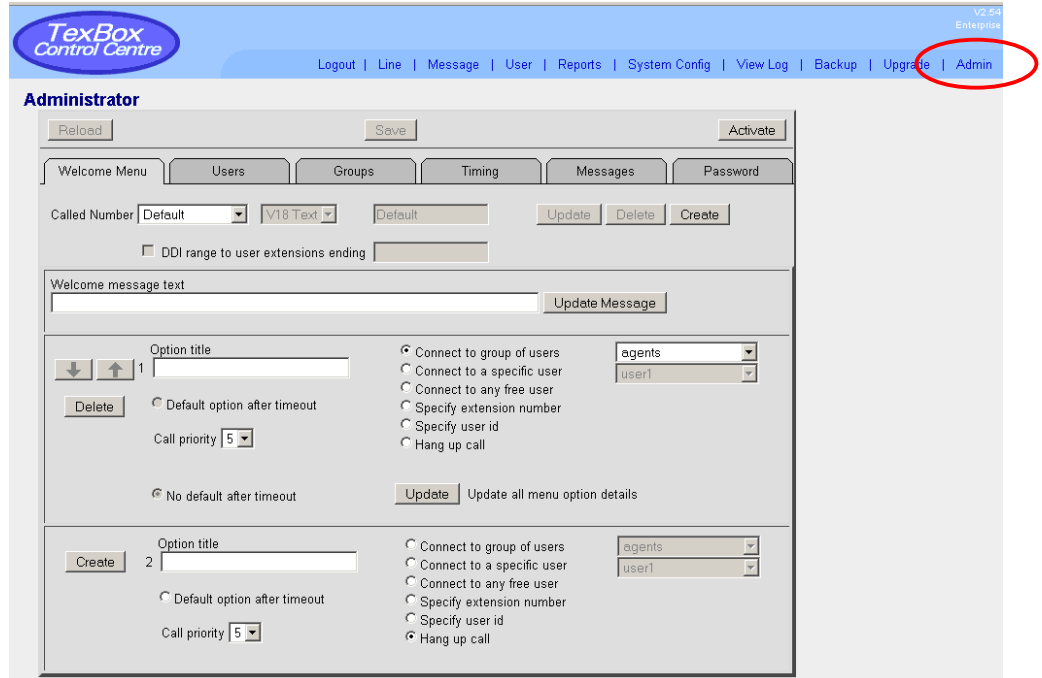 TexBox
Control Centre
V2.54
Enterprise
Logout | Line | Message | User | Reports | System Config | View Log | Backup | Upgrade | Admin
Administrator
Reload Save Activate
Welcome Menu Users Groups Timing Messages Password
Called Number Default V18 Text Default Update Delete Create
DDI range to user extensions ending
Welcome message text
Update Message
Option title
1
Delete
Default option after timeout
Call priority 5
No default after timeout
Connect to group of users agents
Connect to a specific user user1
Connect to any free user
Specify extension number
Specify user id
Hang up call
Update Update all menu option details
Option title
Create 2
Default option after timeout
Call priority 5
Connect to group of users agents
Connect to a specific user user1
Connect to any free user
Specify extension number
Specify user id
Hang up call